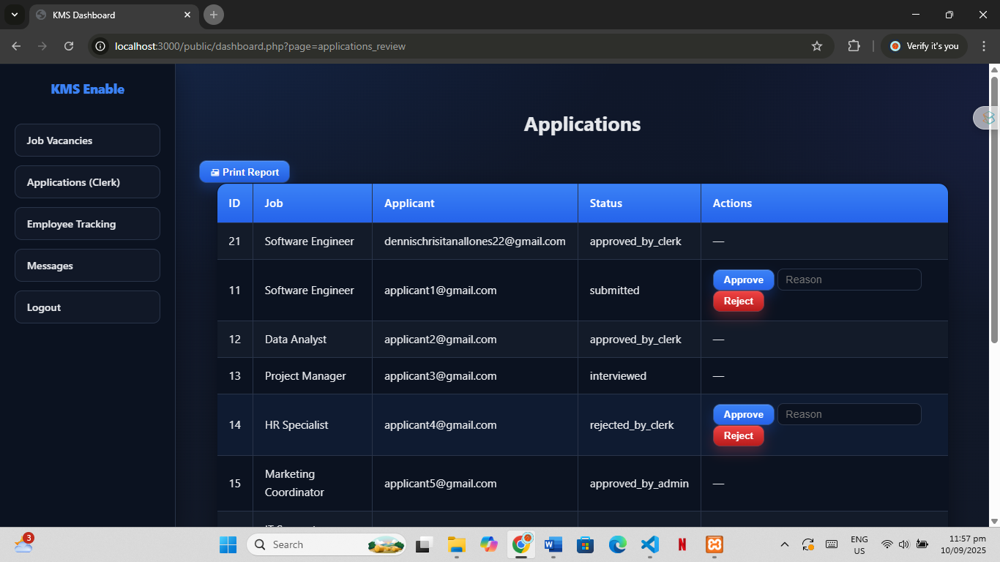 KMS Dashboard
localhost:3000/public/dashboard.php?page=applications_review
Verify it's you
KMS Enable
Job Vacancies
Applications (Clerk)
Employee Tracking
Messages
Logout
Applications
Print Report
ID Job Applicant Status Actions
21 Software Engineer dennischrisitanallones22@gmail.com approved_by_clerk —
11 Software Engineer applicant1@gmail.com submitted Approve Reason
Reject
12 Data Analyst applicant2@gmail.com approved_by_clerk —
13 Project Manager applicant3@gmail.com interviewed —
14 HR Specialist applicant4@gmail.com rejected_by_clerk Approve Reason
Reject
15 Marketing Coordinator applicant5@gmail.com approved_by_admin —
3
Search
ENG
US
11:57 pm
10/09/2025